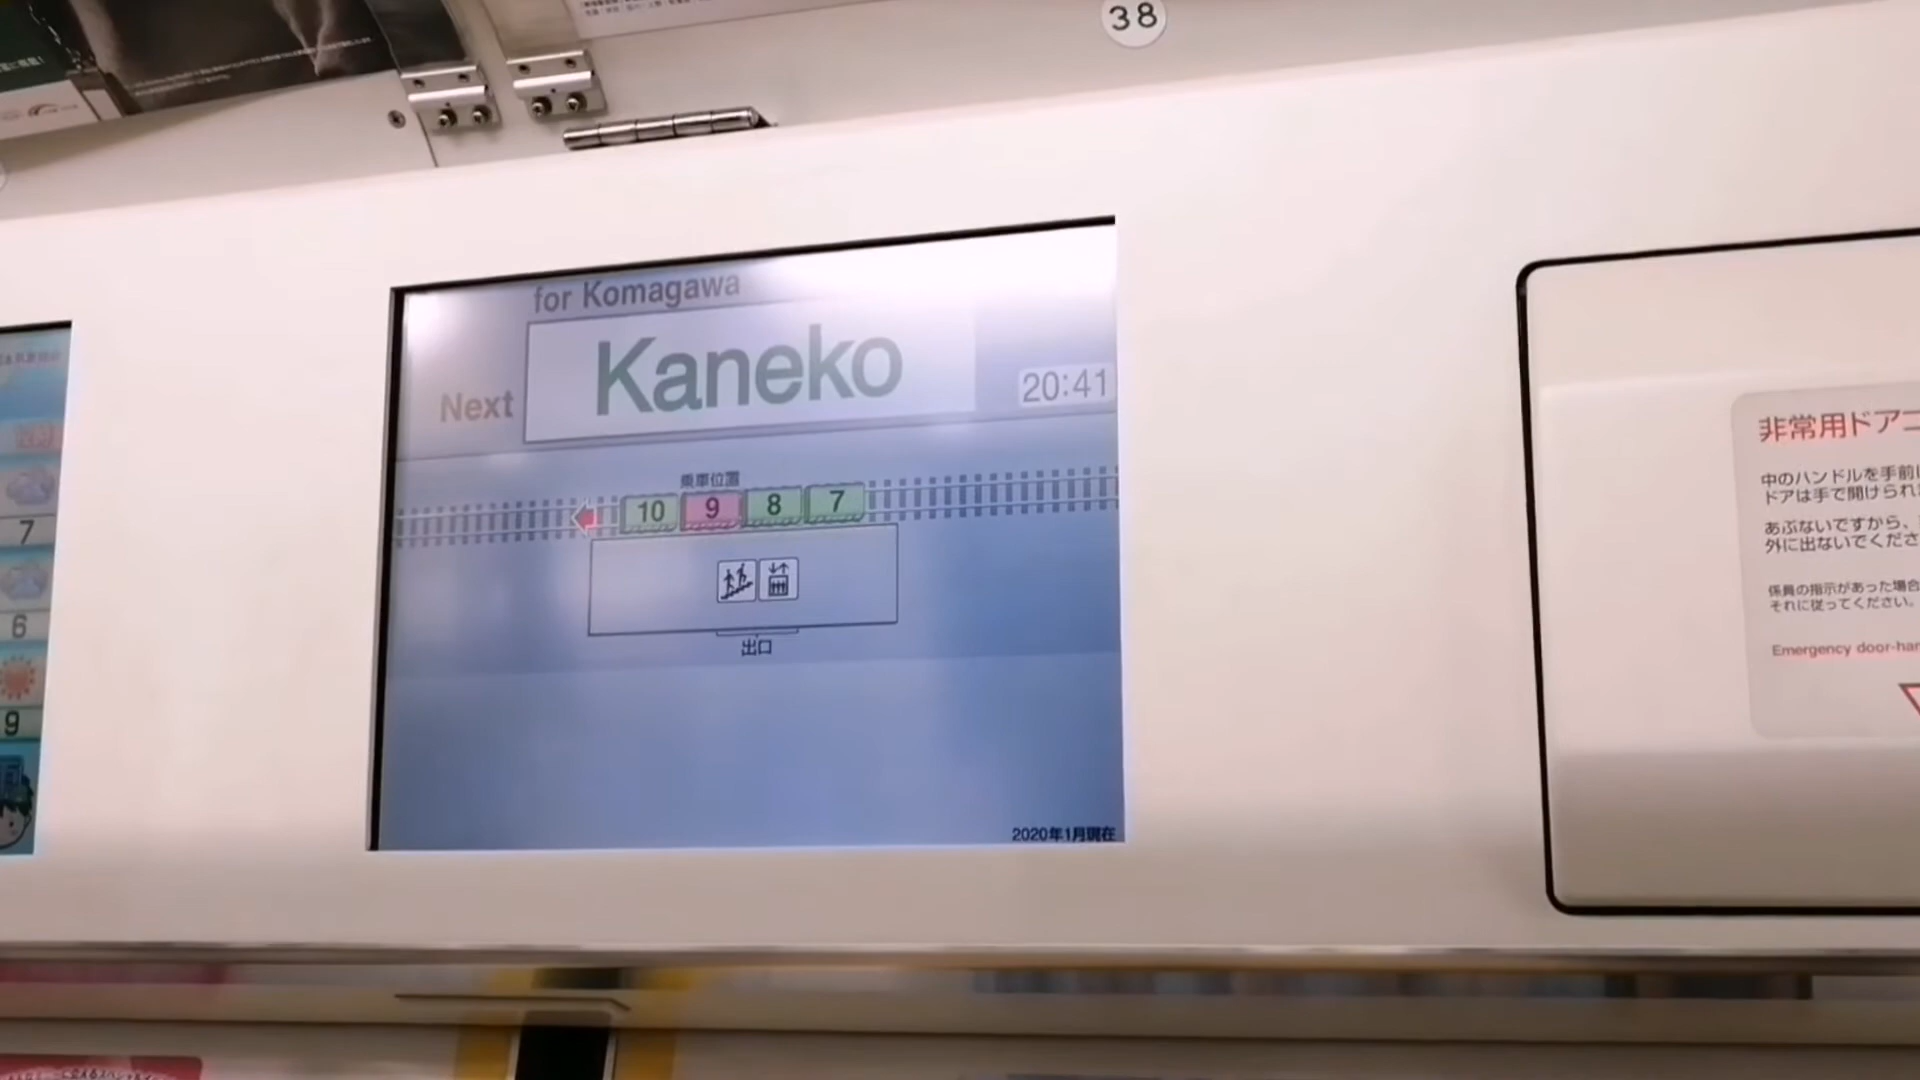 38
for Komagawa
Next
Kaneko
20:41
乗車位置
10 9 8 7
出口
2020年1月現在
7
6
9
非常用ドアコ
中のハンドルを手前に
ドアは手で開けられ
あぶないですから、
外に出ないでくださ
係員の指示があった場合
それに従ってください。
Emergency door-han